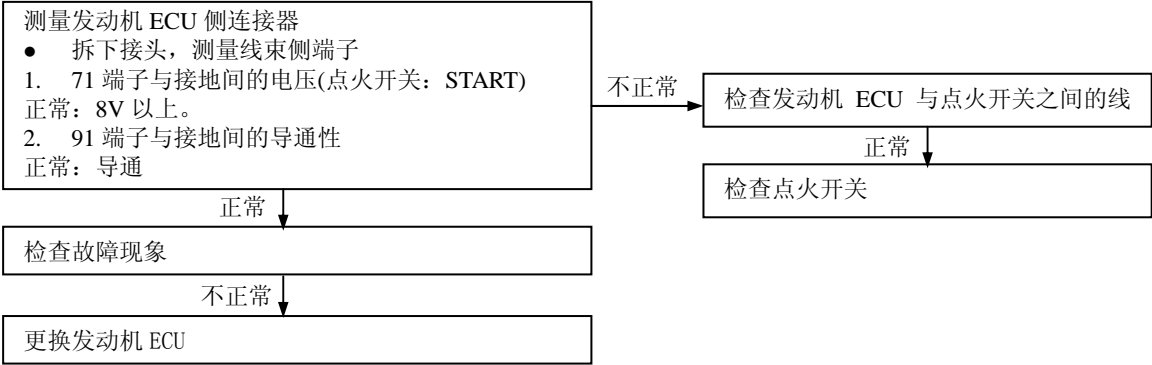 测量发动机 ECU 侧连接器
● 拆下接头，测量线束侧端子
1. 71 端子与接地间的电压(点火开关：START)
正常：8V 以上。
2. 91 端子与接地间的导通性
正常：导通
不正常
检查发动机 ECU 与点火开关之间的线
正常
检查点火开关
正常
检查故障现象
不正常
更换发动机 ECU